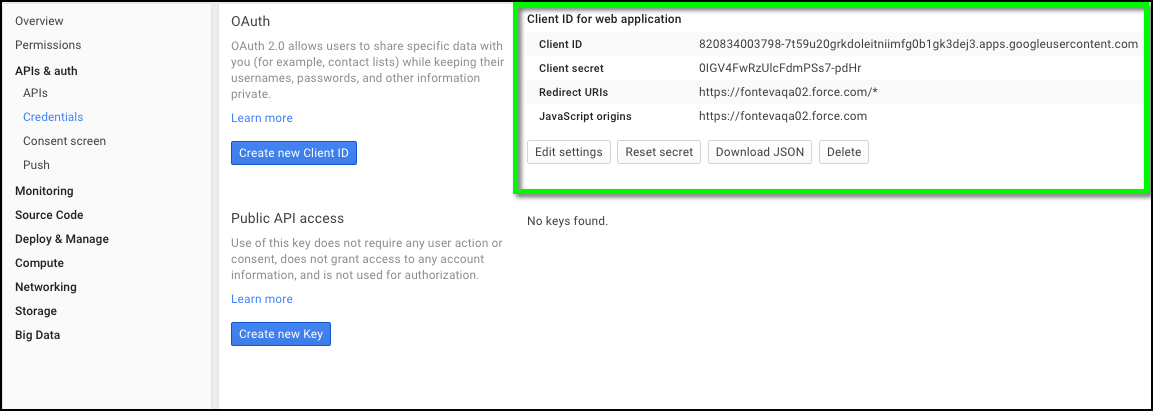 Overview
Permissions
APIs & auth
APIs
Credentials
Consent screen
Push
Monitoring
Source Code
Deploy & Manage
Compute
Networking
Storage
Big Data
OAuth
OAuth 2.0 allows users to share specific data with
you (for example, contact lists) while keeping their
usernames, passwords, and other information
private.
Learn more
Create new Client ID
Client ID for web application
Client ID 820834003798-7t59u20grkdoleitniimfg0b1gk3dej3.apps.googleusercontent.com
Client secret 0IGV4FwRzUlcFdmPSs7-pdHr
Redirect URIs https://fontevaqa02.force.com/*
JavaScript origins https://fontevaqa02.force.com
Edit settings Reset secret Download JSON Delete
Public API access
Use of this key does not require any user action or
consent, does not grant access to any account
information, and is not used for authorization.
Learn more
Create new Key
No keys found.